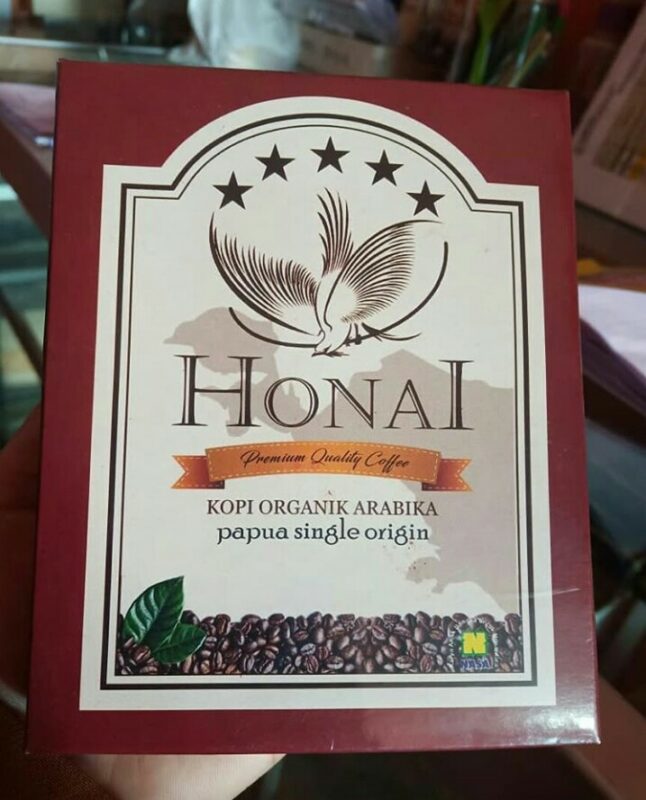 HONAI
Premium Quality Coffee
KOPI ORGANIK ARABIKA
papua single origin
N
NASA